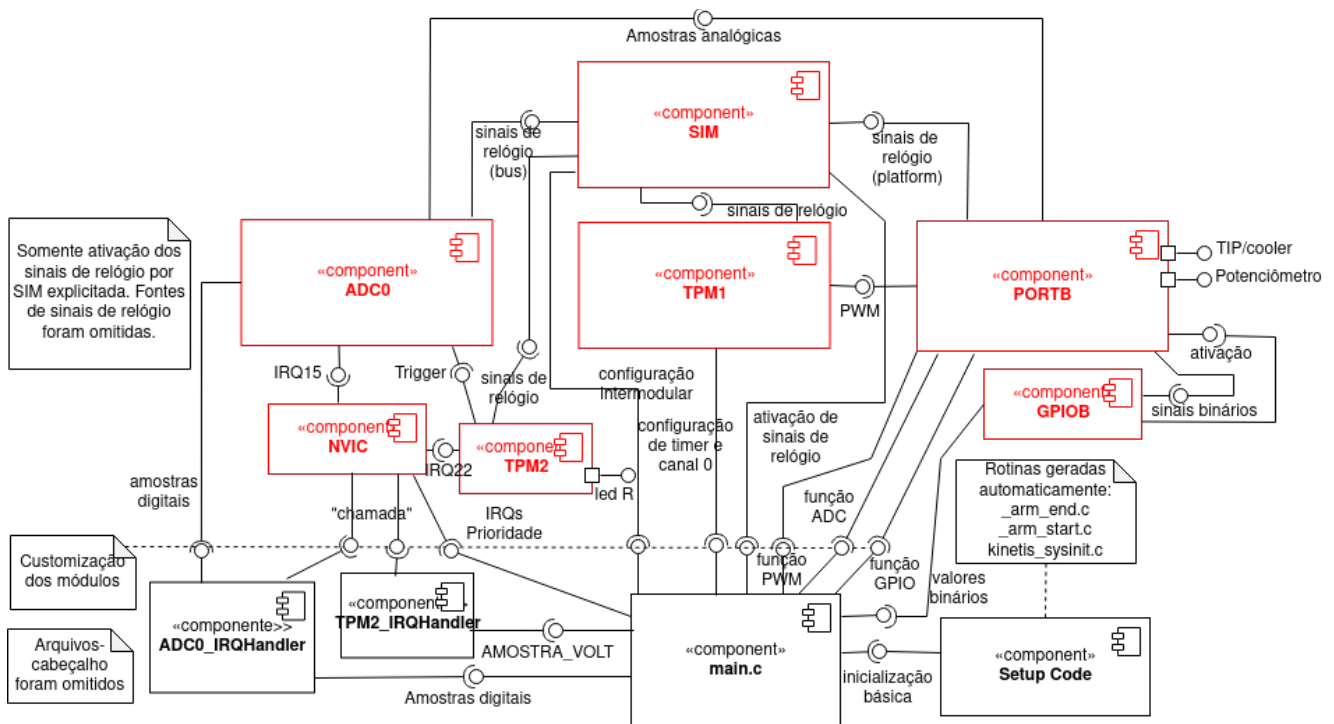 Amostras analógicas
«component»
SIM
sinais de
relógio
(bus)
sinais de
relógio
(platform)
sinais de relógio
Somente ativação dos
sinais de relógio por
SIM explicitada. Fontes
de sinais de relógio
foram omitidas.
«component»
ADC0
«component»
TPM1
PWM
«component»
PORTB
TIP/cooler
Potenciômetro
ativação
IRQ15
Trigger
sinais de
relógio
configuração
intermodular
«component»
GPIOB
sinais binários
«component
NVIC
IRQ22
«componente»
TPM2
led R
configuração
de timer e
canal 0
ativação de
sinais de
relógio
Rotinas geradas
automaticamente:
_arm_end.c
_arm_start.c
kinetis_sysinit.c
amostras
digitais
"chamada"
IRQs
Prioridade
função
ADC
Customização
dos módulos
função
PWM
função
GPIO
valores
binários
«componente>>
ADC0_IRQHandler
«componente
TPM2_IRQHandler
AMOSTRA_VOLT
«component»
main.c
inicialização
básica
«component»
Setup Code
Arquivos-
cabeçalho
foram omitidos
Amostras digitais